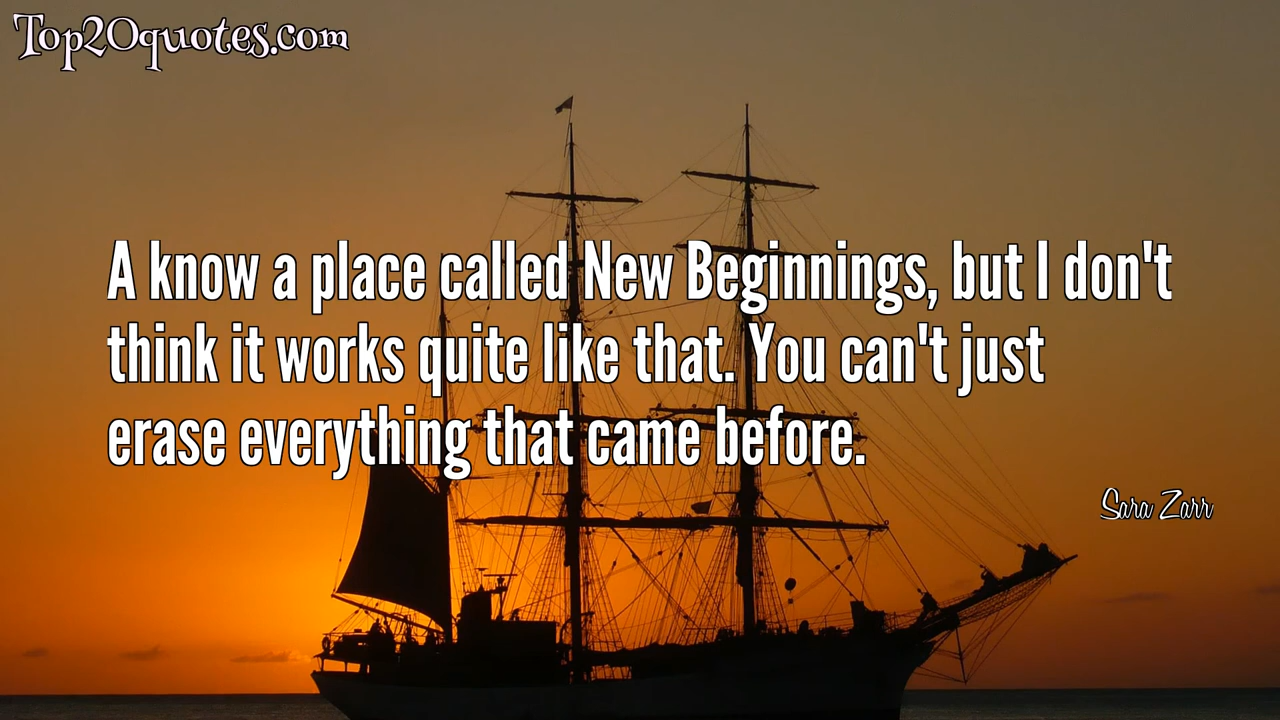 Top20quotes.com
A know a place called New Beginnings, but I don't
think it works quite like that. You can't just
erase everything that came before.
Sara Zarr